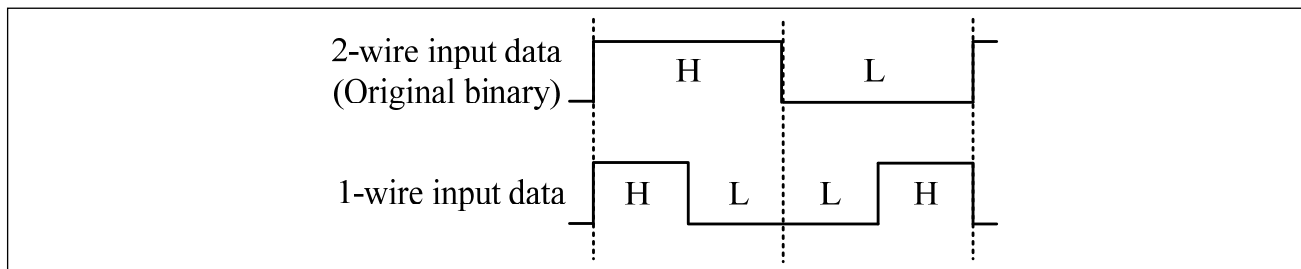 2-wire input data
(Original binary)
H L
1-wire input data
H L L H